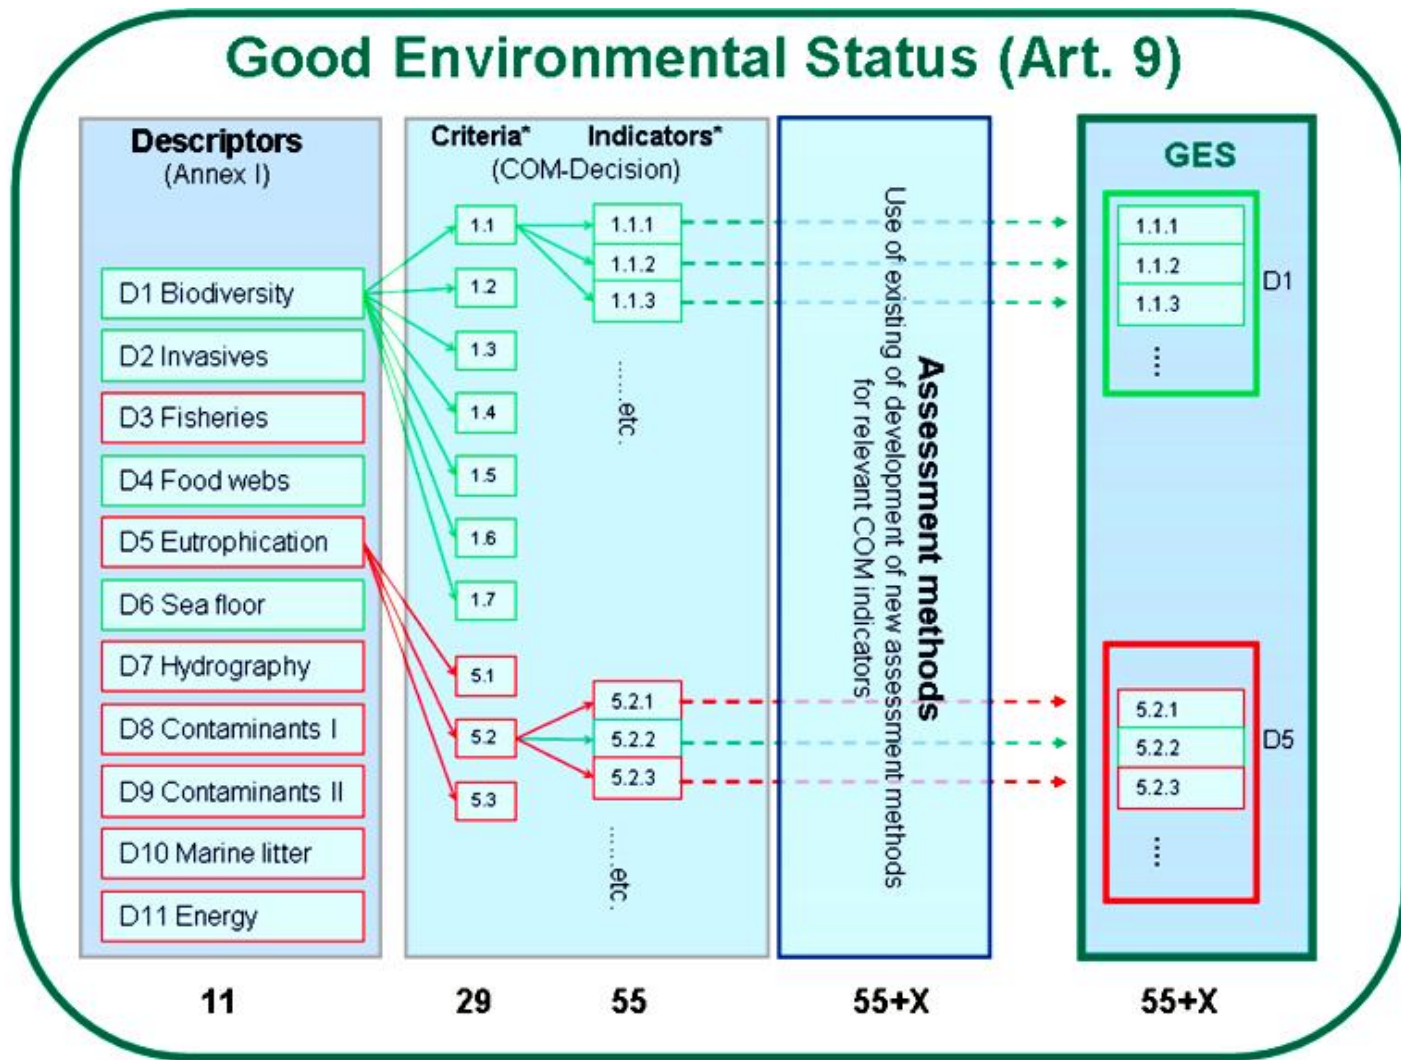 Good Environmental Status (Art. 9)
Descriptors
(Annex I)
D1 Biodiversity
D2 Invasives
D3 Fisheries
D4 Food webs
D5 Eutrophication
D6 Sea floor
D7 Hydrography
D8 Contaminants I
D9 Contaminants II
D10 Marine litter
D11 Energy
11
Criteria*
Indicators*
(COM-Decision)
1.1
1.2
1.3
1.4
1.5
1.6
1.7
5.1
5.2
5.3
29
1.1.1
1.1.2
1.1.3
......etc.
5.2.1
5.2.2
5.2.3
......etc.
55
Assessment methods
Use of existing of development of new assessment methods
for relevant COM indicators
55+X
GES
1.1.1
1.1.2
1.1.3
....
D1
5.2.1
5.2.2
5.2.3
....
D5
55+X